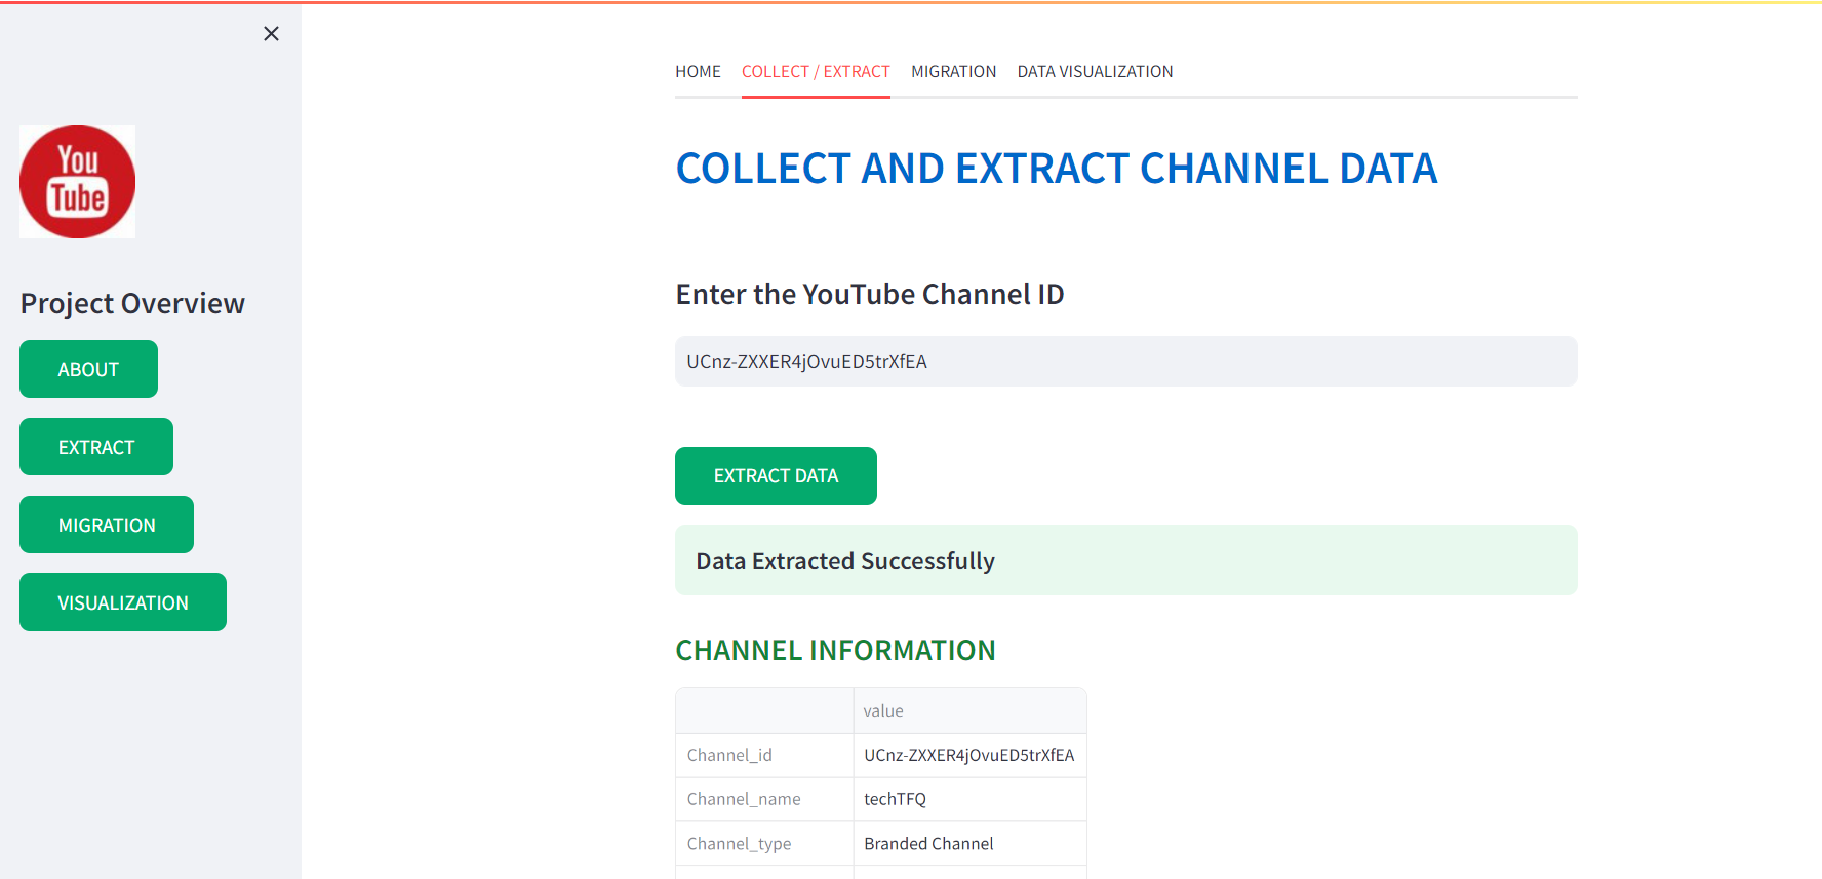 HOME COLLECT / EXTRACT MIGRATION DATA VISUALIZATION
You
Tube
Project Overview
ABOUT
EXTRACT
MIGRATION
VISUALIZATION
COLLECT AND EXTRACT CHANNEL DATA
Enter the YouTube Channel ID
UCnz-ZXXER4jOvuED5trXfEA
EXTRACT DATA
Data Extracted Successfully
CHANNEL INFORMATION
value
Channel_id UCnz-ZXXER4jOvuED5trXfEA
Channel_name techTFQ
Channel_type Branded Channel